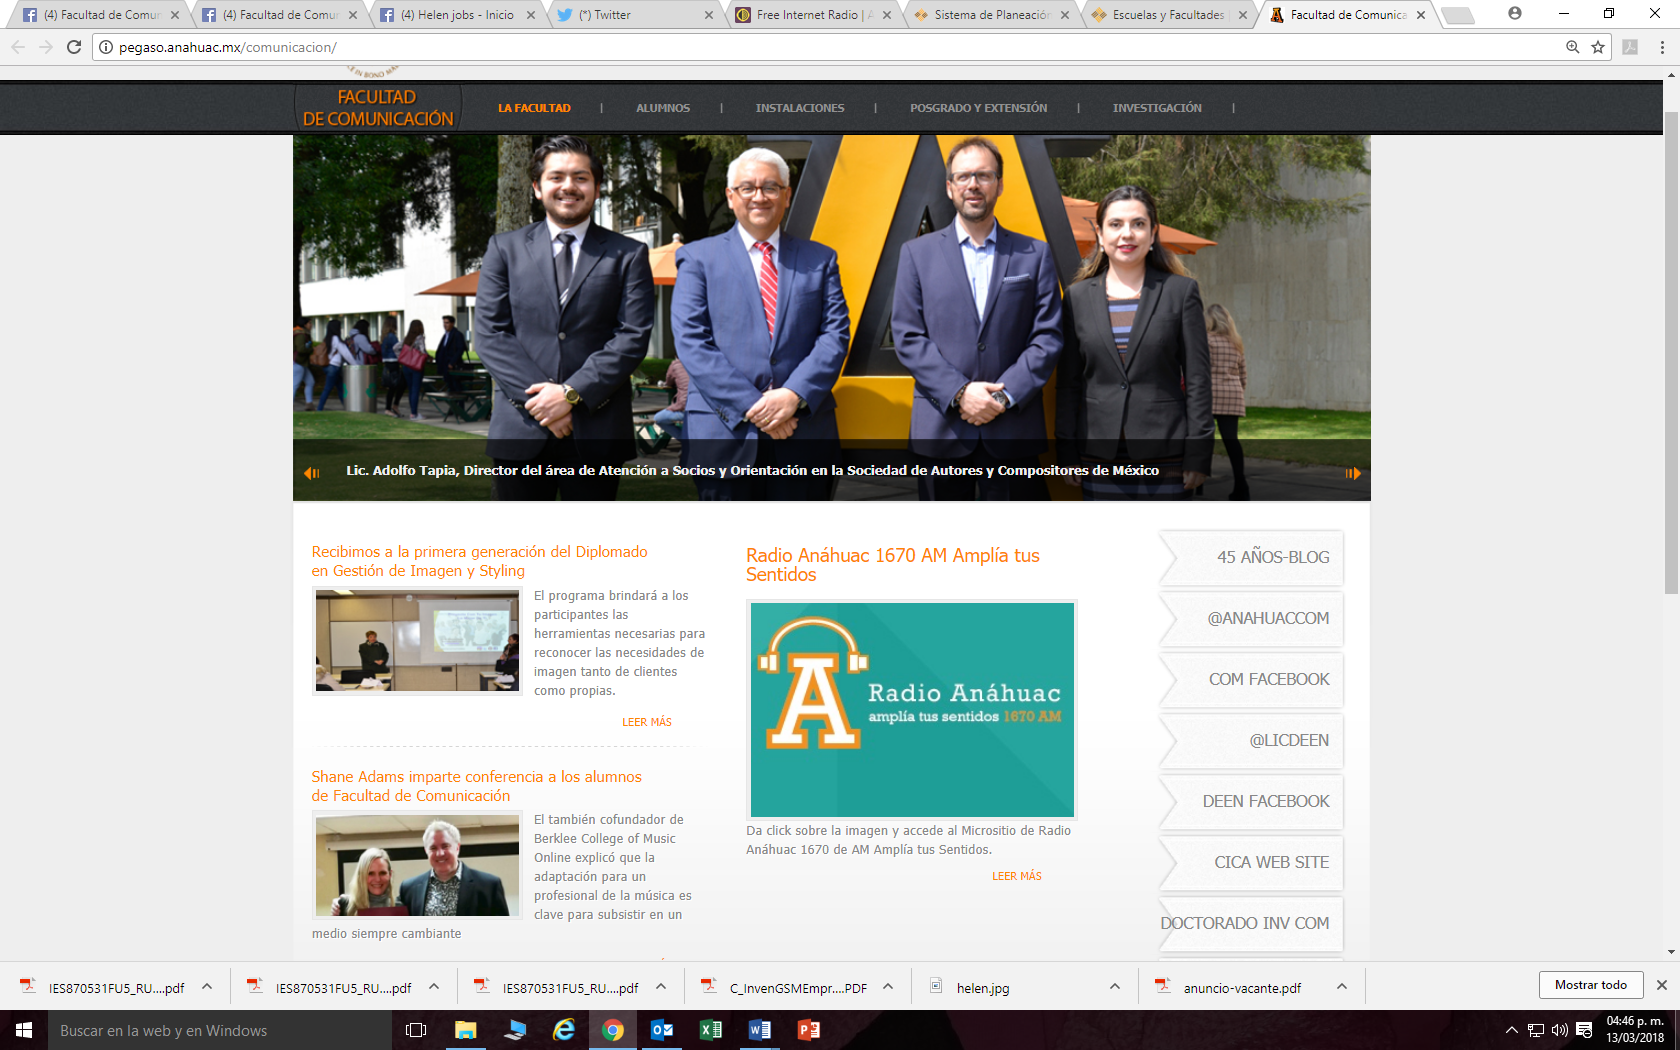 (4) Facultad de Comun
(4) Facultad de Comun
(4) Helen jobs - Inicio
(*) Twitter
Free Internet Radio | A
Sistema de Planeación
Escuelas y Facultades |
Facultad de Comunica
pegaso.anahuac.mx/comunicacion/
FACULTAD
DE COMUNICACIÓN
LA FACULTAD | ALUMNOS | INSTALACIONES | POSGRADO Y EXTENSIÓN | INVESTIGACIÓN |
Lic. Adolfo Tapia, Director del área de Atención a Socios y Orientación en la Sociedad de Autores y Compositores de México
Recibimos a la primera generación del Diplomado
en Gestión de Imagen y Styling
El programa brindará a los
participantes las
herramientas necesarias para
reconocer las necesidades de
imagen tanto de clientes
como propias.
LEER MÁS
Shane Adams imparte conferencia a los alumnos
de Facultad de Comunicación
El también cofundador de
Berklee College of Music
Online explicó que la
adaptación para un
profesional de la música es
clave para subsistir en un
medio siempre cambiante
Radio Anáhuac 1670 AM Amplía tus
Sentidos
A
Radio Anáhuac
amplía tus sentidos 1670 AM
Da click sobre la imagen y accede al Micrositio de Radio
Anáhuac 1670 de AM Amplía tus Sentidos.
LEER MÁS
45 AÑOS-BLOG
@ANAHUACCOM
COM FACEBOOK
@LICDEEN
DEEN FACEBOOK
CICA WEB SITE
DOCTORADO INV COM
IES870531FU5_RU....pdf
IES870531FU5_RU....pdf
IES870531FU5_RU....pdf
C_InvenGSMEmpr....PDF
helen.jpg
anuncio-vacante.pdf
Mostrar todo
Buscar en la web y en Windows
04:46 p. m.
13/03/2018